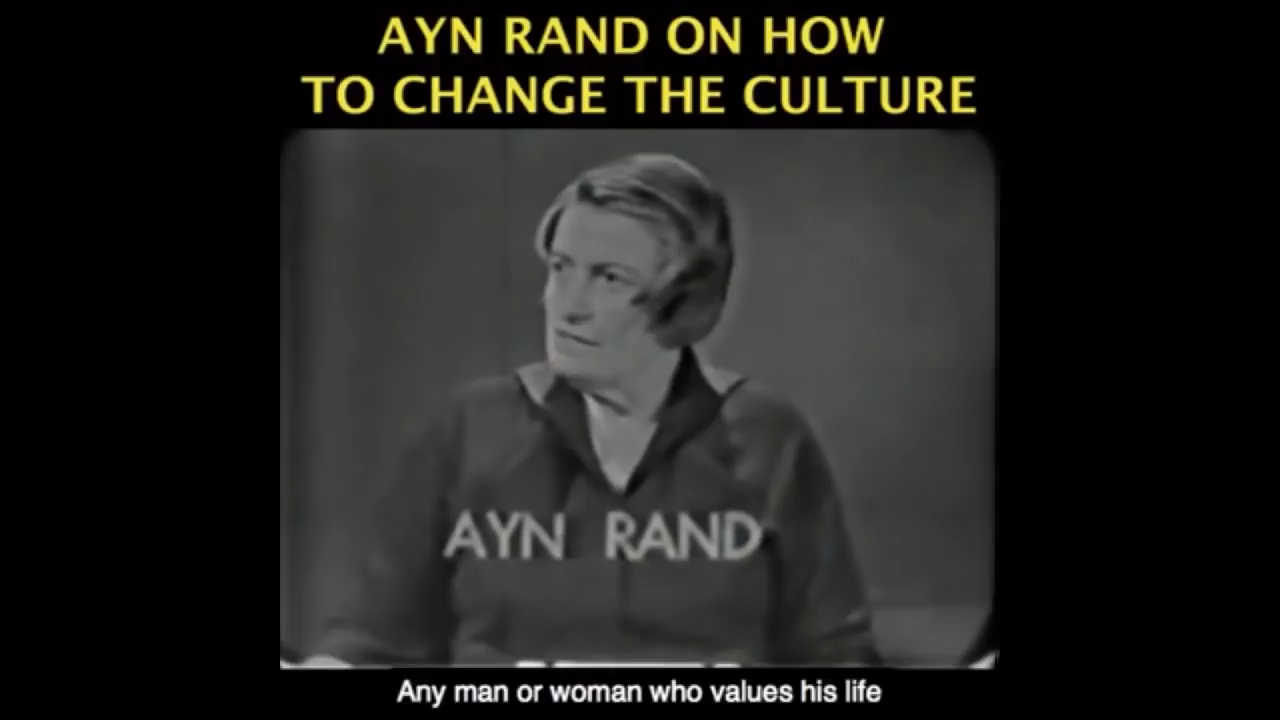 AYN RAND ON HOW
TO CHANGE THE CULTURE
AYN RAND
Any man or woman who values his life